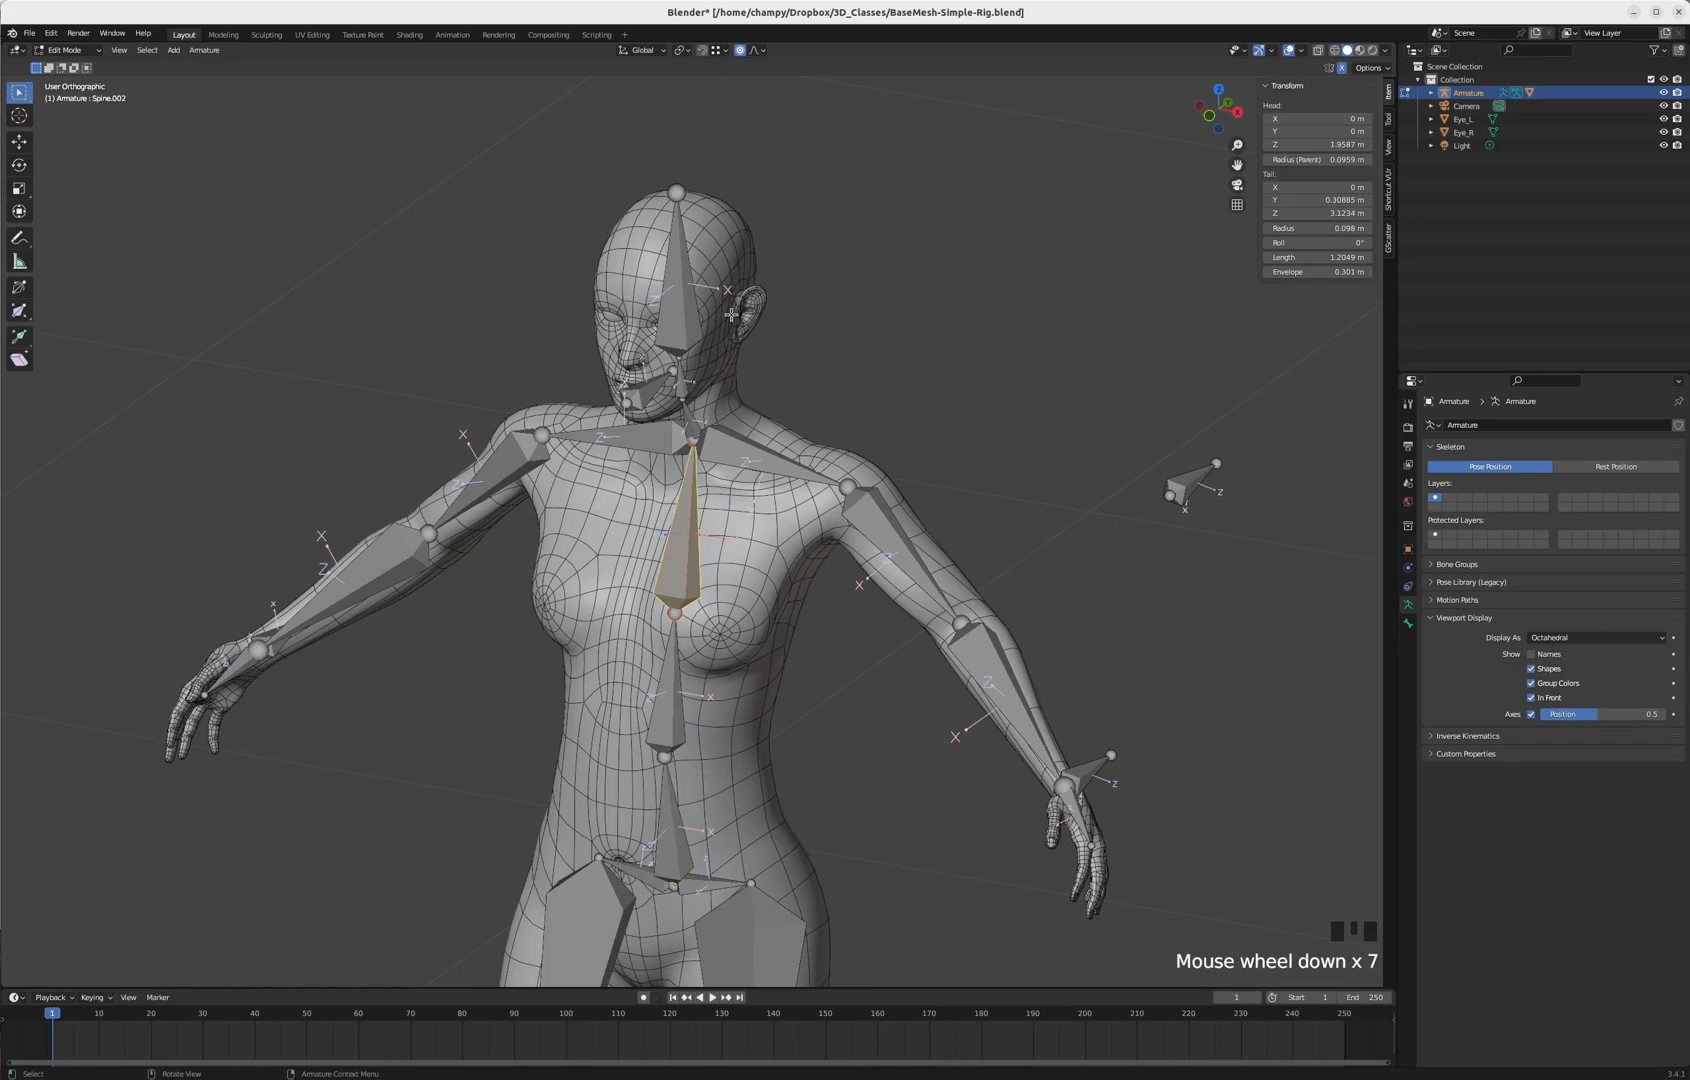 Blender* [/home/champy/Dropbox/3D_Classes/BaseMesh-Simple-Rig.blend]
File Edit Render Window Help Layout Modeling Sculpting UV Editing Texture Paint Shading Animation Rendering Compositing Scripting + Scene View Layer
Edit Mode View Select Add Armature Global
X Options
User Orthographic
(1) Armature : Spine.002
Scene Collection
Collection
Armature
Camera
Eye_L
Eye_R
Light
Z
Y
X
Transform
Head:
X 0 m
Y 0 m
Z 1.9587 m
Radius (Parent) 0.0959 m
Tail:
X 0 m
Y 0.30885 m
Z 3.1234 m
Radius 0.098 m
Roll 0°
Length 1.2049 m
Envelope 0.301 m
Item
Tool
View
Shortcut VUr
GScatter
Armature > Armature
Armature
Skeleton
Pose Position Rest Position
Layers:
Protected Layers:
Bone Groups
Pose Library (Legacy)
Motion Paths
Viewport Display
Display As Octahedral
Show Names
Shapes
Group Colors
In Front
Axes Position 0.5
Inverse Kinematics
Custom Properties
Mouse wheel down x 7
Playback Keying View Marker 1 Start 1 End 250
1 10 20 30 40 50 60 70 80 90 100 110 120 130 140 150 160 170 180 190 200 210 220 230 240 250
Select Rotate View Armature Context Menu 3.4.1